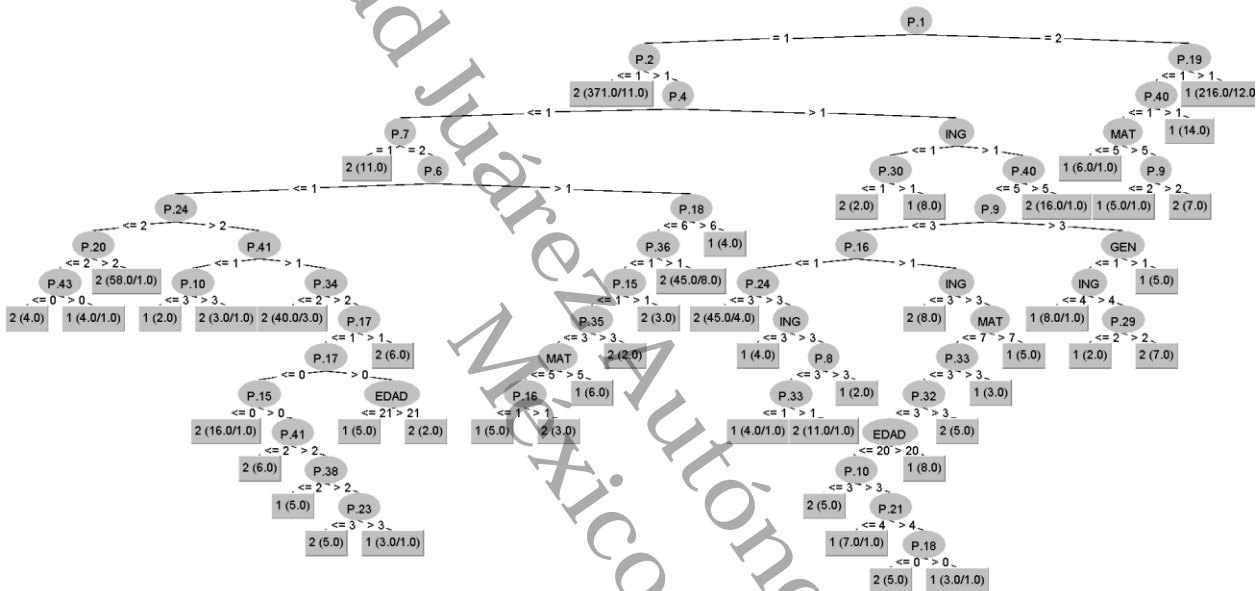 P.1
= 1 = 2
P.2 P.19
<= 1 > 1 <= 1 > 1
2 (371.0/11.0) P.4 P.40 1 (216.0/12.0
<= 1 > 1 <= 1 > 1
P.7 ING MAT 1 (14.0)
= 1 = 2 <= 1 > 1 <= 5 > 5
2 (11.0) P.6 P.30 P.40 1 (6.0/1.0) P.9
<= 1 > 1 <= 1 > 1 <= 5 > 5 <= 2 > 2
P.24 P.18 2 (2.0) 1 (8.0) P.9 2 (16.0/1.0) 1 (5.0/1.0) 2 (7.0)
<= 2 > 2 <= 6 > 6 <= 3 > 3
P.20 P.41 P.36 1 (4.0) P.16 GEN
<= 2 > 2 <= 1 > 1 <= 1 > 1 <= 1 > 1 <= 1 > 1
P.43 2 (58.0/1.0) P.10 P.34 P.15 2 (45.0/8.0) P.24 ING ING 1 (5.0)
<= 0 > 0 <= 3 > 3 <= 2 > 2 <= 1 > 1 <= 3 > 3 <= 3 > 3 <= 4 > 4
2 (4.0) 1 (4.0/1.0) 1 (2.0) 2 (3.0/1.0) 2 (40.0/3.0) P.17 P.35 2 (3.0) 2 (45.0/4.0) ING 2 (8.0) MAT 1 (8.0/1.0) P.29
<= 1 > 1 <= 3 > 3 <= 3 > 3 <= 7 > 7 <= 2 > 2
P.17 2 (6.0) MAT 2 (2.0) 1 (4.0) P.8 P.33 1 (5.0) 1 (2.0) 2 (7.0)
<= 0 > 0 <= 5 > 5 <= 3 > 3 <= 3 > 3
P.15 EDAD P.16 1 (6.0) P.33 1 (2.0) P.32 1 (3.0)
<= 0 > 0 <= 21 > 21 <= 1 > 1 <= 1 > 1 <= 3 > 3
2 (16.0/1.0) P.41 1 (5.0) 2 (2.0) 1 (5.0) 2 (3.0) 1 (4.0/1.0) 2 (11.0/1.0) EDAD 2 (5.0)
<= 2 > 2 <= 20 > 20
2 (6.0) P.38 P.10 1 (8.0)
<= 2 > 2 <= 3 > 3
1 (5.0) P.23 2 (5.0) P.21
<= 3 > 3 <= 4 > 4
2 (5.0) 1 (3.0/1.0) 1 (7.0/1.0) P.18
<= 0 > 0
2 (5.0) 1 (3.0/1.0)
ad Juárez Autóno
México